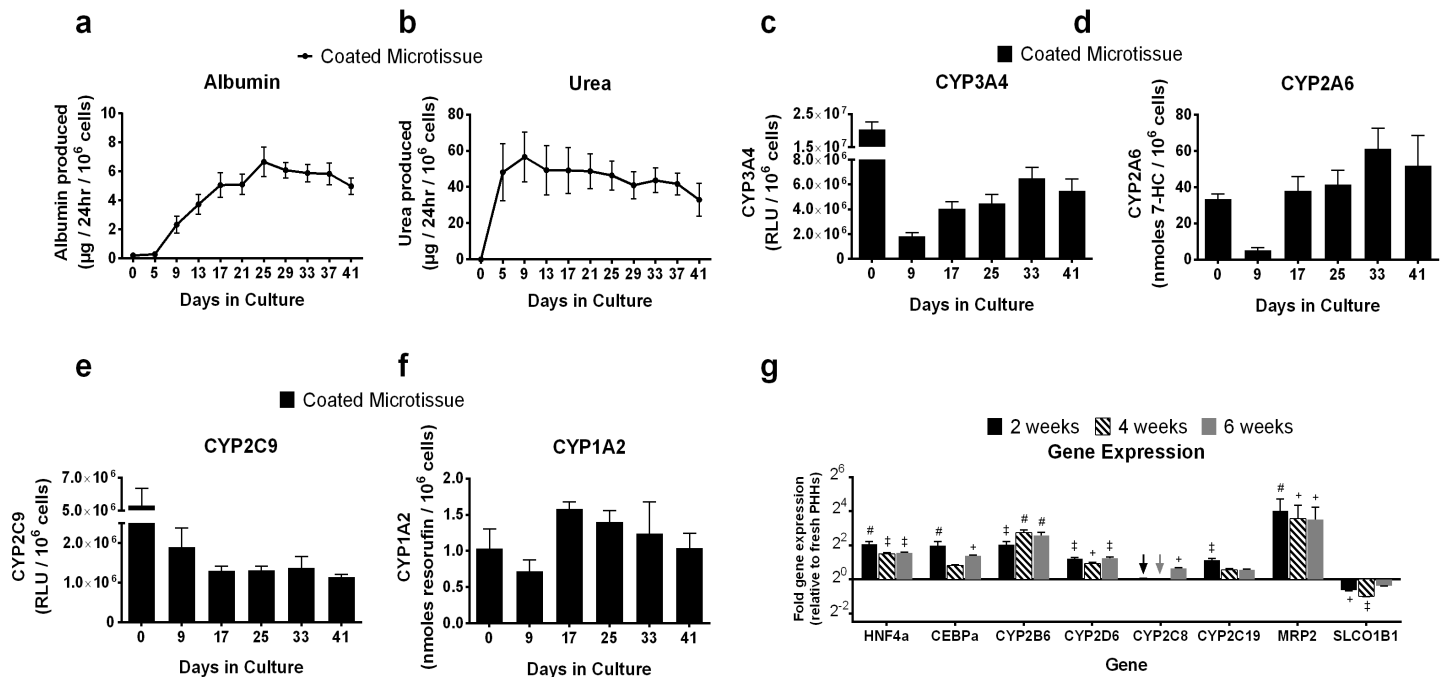 a
b
Coated Microtissue
Albumin
Urea
Albumin produced
(µg / 24hr / 10⁶ cells)
10
8
6
4
2
0
0 5 9 13 17 21 25 29 33 37 41
Days in Culture
Urea produced
(µg / 24hr / 10⁶ cells)
80
60
40
20
0
0 5 9 13 17 21 25 29 33 37 41
Days in Culture
c
d
Coated Microtissue
CYP3A4
CYP2A6
CYP3A4
(RLU / 10⁶ cells)
2.5×10⁷
1.5×10⁷
8.0×10⁶
6.0×10⁶
4.0×10⁶
2.0×10⁶
0
0 9 17 25 33 41
Days in Culture
CYP2A6
(nmoles 7-HC / 10⁶ cells)
80
60
40
20
0
0 9 17 25 33 41
Days in Culture
e
f
Coated Microtissue
CYP2C9
CYP1A2
CYP2C9
(RLU / 10⁶ cells)
7.0×10⁶
5.0×10⁶
2.0×10⁶
1.0×10⁶
0
0 9 17 25 33 41
Days in Culture
CYP1A2
(nmoles resorufin / 10⁶ cells)
2.0
1.5
1.0
0.5
0.0
0 9 17 25 33 41
Days in Culture
g
2 weeks 4 weeks 6 weeks
Gene Expression
Fold gene expression
(relative to fresh PHHs)
2⁶
2⁴
2²
2⁰
2⁻²
# ‡ ‡ # + ‡ # # ‡ + ‡ + ‡ # + +
+ ‡
HNF4a CEBPa CYP2B6 CYP2D6 CYP2C8 CYP2C19 MRP2 SLCO1B1
Gene